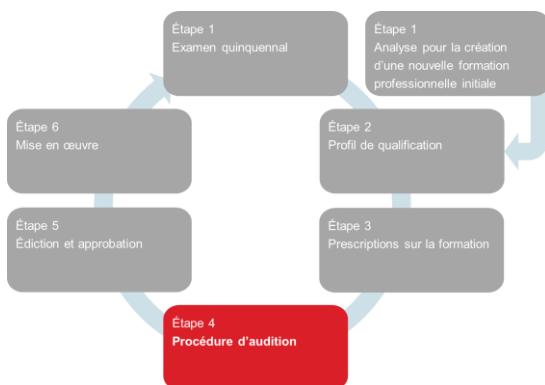 Étape 1
Examen quinquennal
Étape 1
Analyse pour la création
d'une nouvelle formation
professionnelle initiale
Étape 6
Mise en œuvre
Étape 2
Profil de qualification
Étape 5
Édiction et approbation
Étape 3
Prescriptions sur la formation
Étape 4
Procédure d'audition